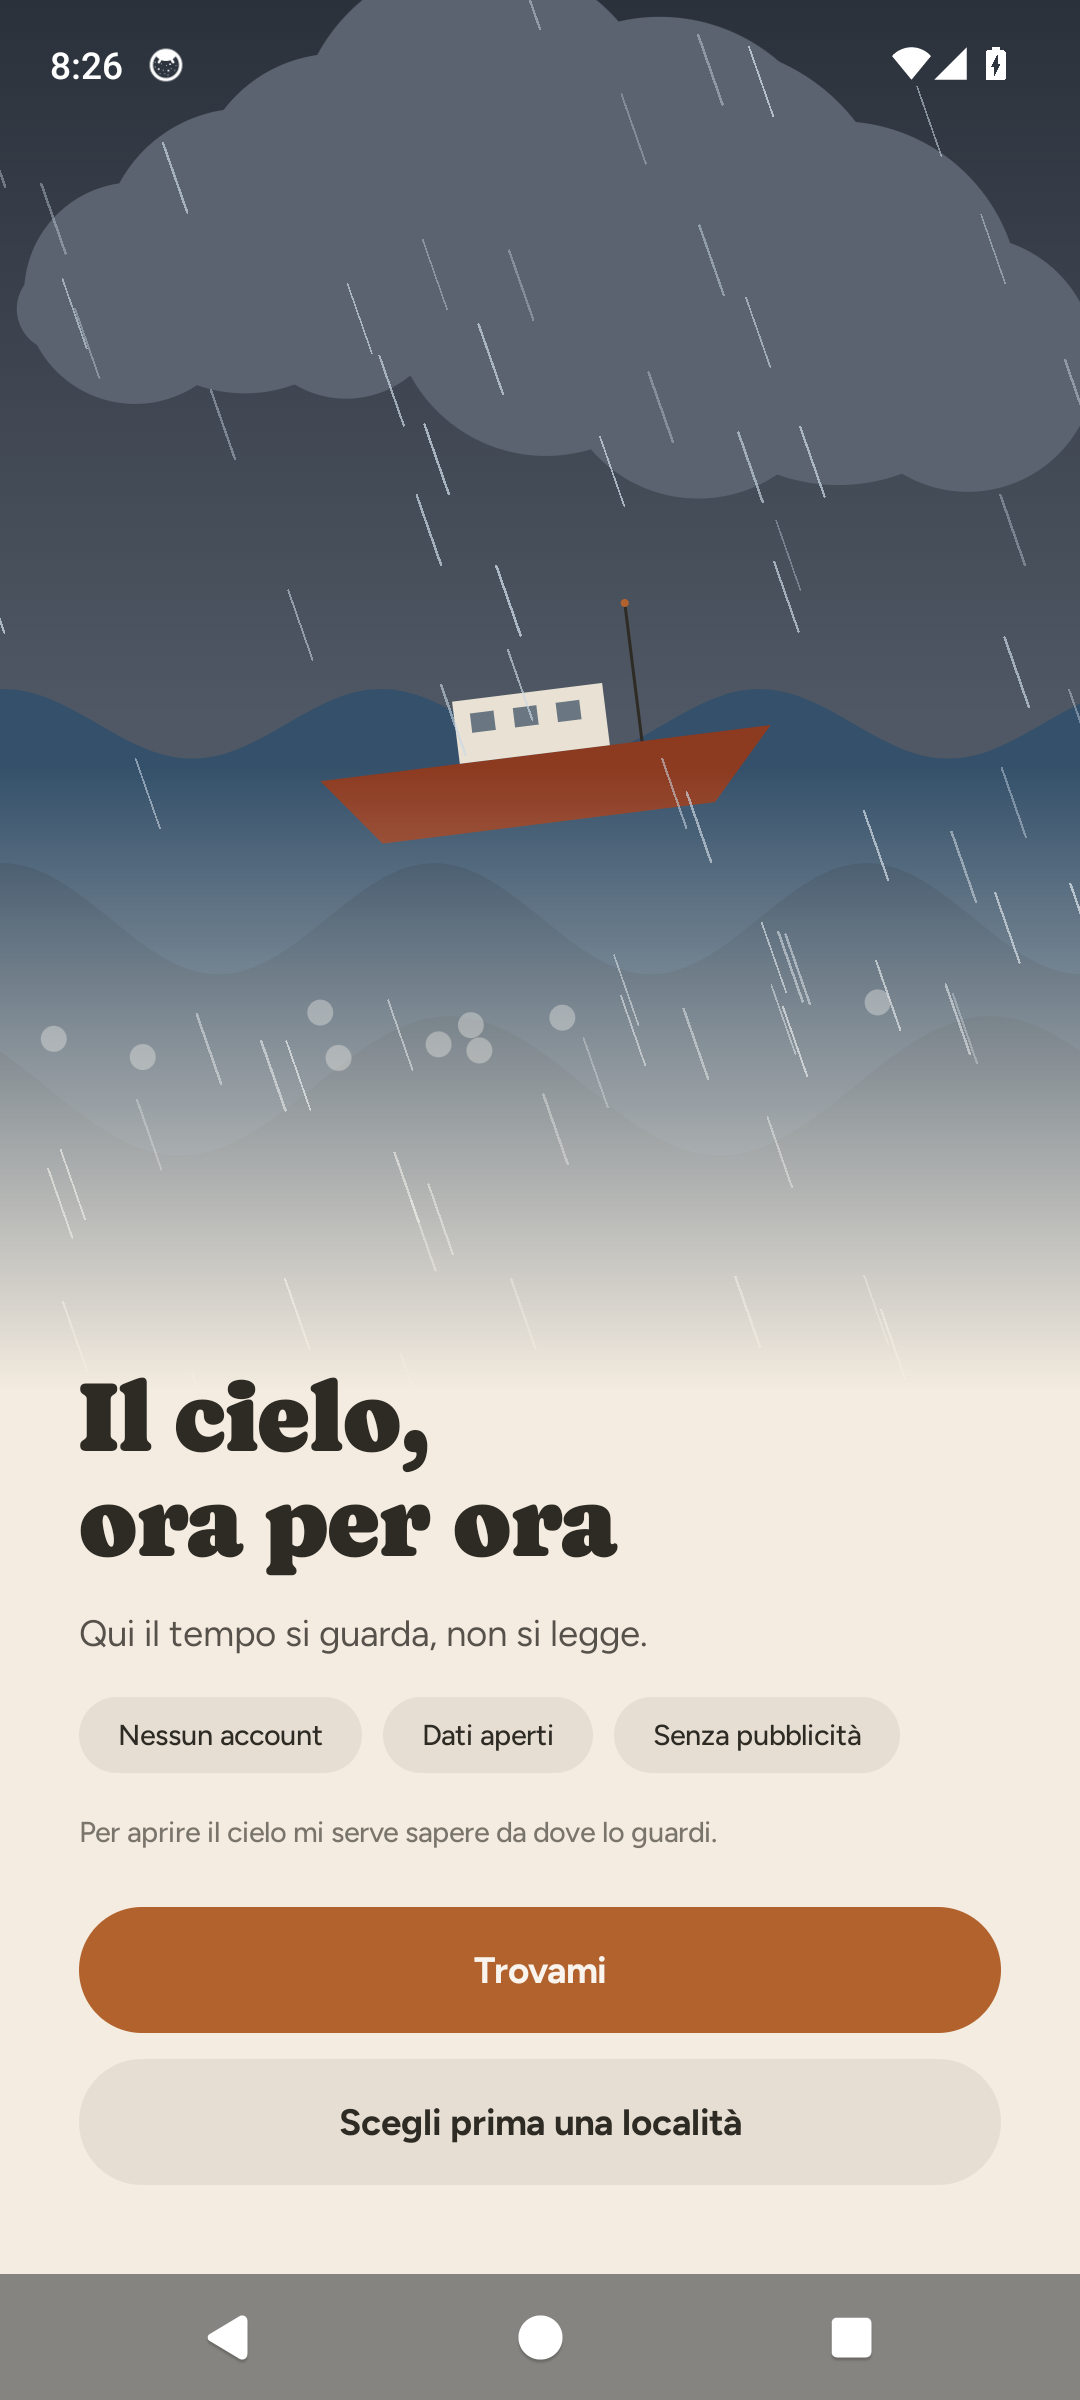 8:26
Il cielo,
ora per ora
Qui il tempo si guarda, non si legge.
Nessun account
Dati aperti
Senza pubblicità
Per aprire il cielo mi serve sapere da dove lo guardi.
Trovami
Scegli prima una località